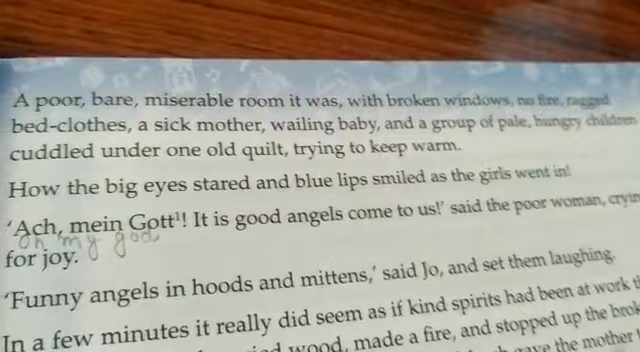 A poor, bare, miserable room it was, with broken windows, no fire, ragged
bed-clothes, a sick mother, wailing baby, and a group of pale, hungry children
cuddled under one old quilt, trying to keep warm.
How the big eyes stared and blue lips smiled as the girls went in!
'Ach, mein Gott¹! It is good angels come to us!' said the poor woman,
oh my god
for joy.
'Funny angels in hoods and mittens,' said Jo, and set them laughing.
In a few minutes it really did seem as if kind spirits had been at work
wood, made a fire, and stopped up the
gave the mother